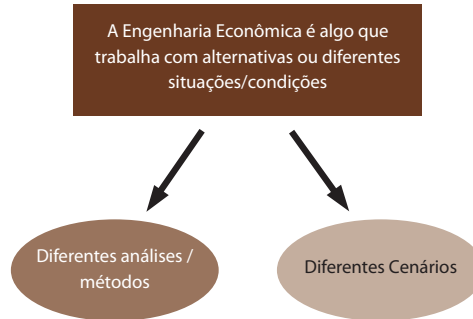 A Engenharia Econômica é algo que
trabalha com alternativas ou diferentes
situações/condições
Diferentes análises /
métodos
Diferentes Cenários